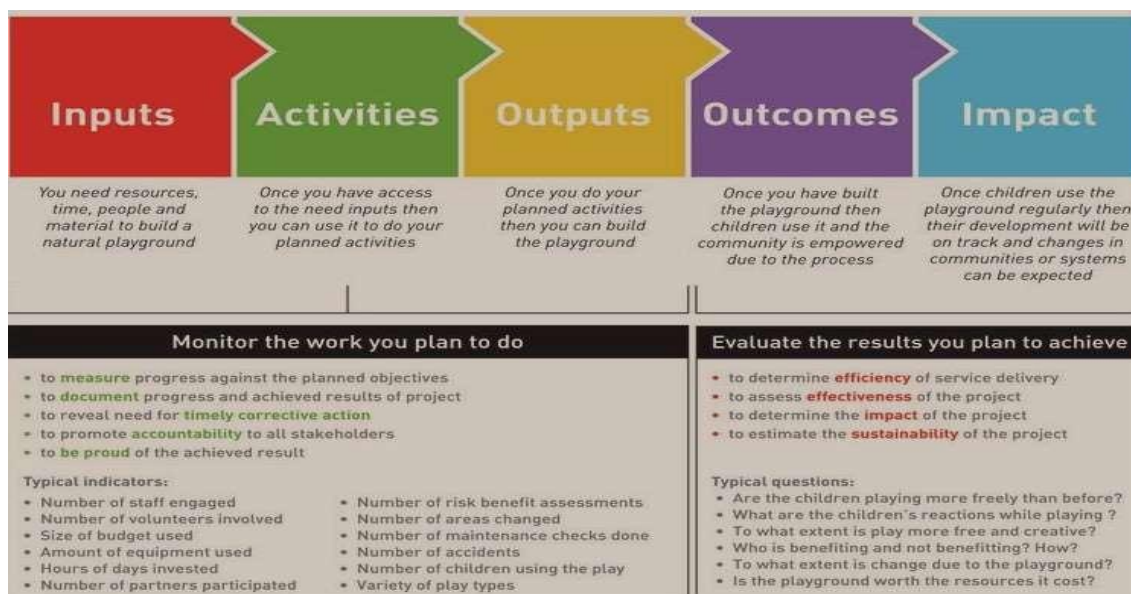 Inputs
Activities
Outputs
Outcomes
Impact
You need resources,
time, people and
material to build a
natural playground
Once you have access
to the need inputs then
you can use it to do your
planned activities
Once you do your
planned activities
then you can build
the playground
Once you have built
the playground then
children use it and the
community is empowered
due to the process
Once children use the
playground regularly then
their development will be
on track and changes in
communities or systems
can be expected
Monitor the work you plan to do
• to measure progress against the planned objectives
• to document progress and achieved results of project
• to reveal need for timely corrective action
• to promote accountability to all stakeholders
• to be proud of the achieved result
Typical indicators:
• Number of staff engaged
• Number of volunteers involved
• Size of budget used
• Amount of equipment used
• Hours of days invested
• Number of partners participated
• Number of risk benefit assessments
• Number of areas changed
• Number of maintenance checks done
• Number of accidents
• Number of children using the play
• Variety of play types
Evaluate the results you plan to achieve
• to determine efficiency of service delivery
• to assess effectiveness of the project
• to determine the impact of the project
• to estimate the sustainability of the project
Typical questions:
• Are the children playing more freely than before?
• What are the children's reactions while playing ?
• To what extent is play more free and creative?
• Who is benefiting and not benefitting? How?
• To what extent is change due to the playground?
• Is the playground worth the resources it cost?